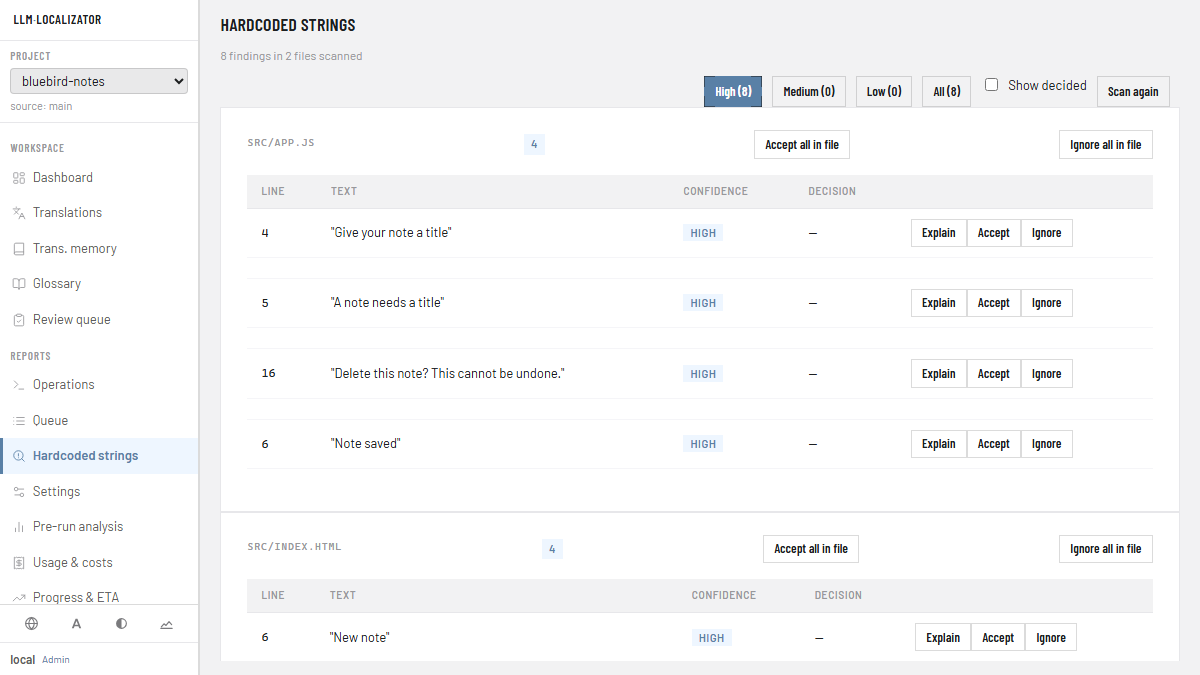 LLM·LOCALIZATOR
PROJECT
bluebird-notes
source: main
WORKSPACE
Dashboard
Translations
Trans. memory
Glossary
Review queue
REPORTS
Operations
Queue
Hardcoded strings
Settings
Pre-run analysis
Usage & costs
Progress & ETA
A
local Admin
HARDCODED STRINGS
8 findings in 2 files scanned
High (8) Medium (0) Low (0) All (8) Show decided Scan again
SRC/APP.JS 4 Accept all in file Ignore all in file
LINE TEXT CONFIDENCE DECISION
4 "Give your note a title" HIGH — Explain Accept Ignore
5 "A note needs a title" HIGH — Explain Accept Ignore
16 "Delete this note? This cannot be undone." HIGH — Explain Accept Ignore
6 "Note saved" HIGH — Explain Accept Ignore
SRC/INDEX.HTML 4 Accept all in file Ignore all in file
LINE TEXT CONFIDENCE DECISION
6 "New note" HIGH — Explain Accept Ignore